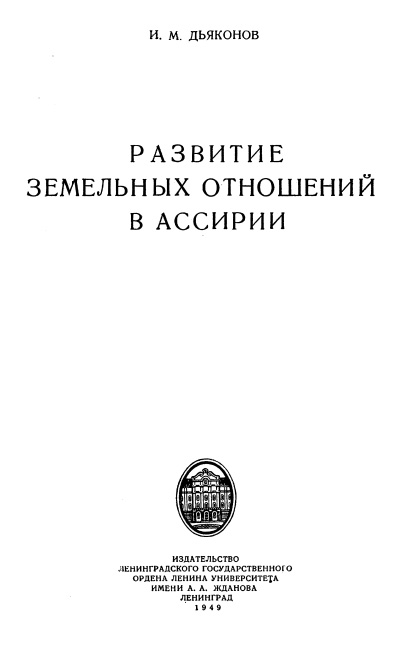 И. М. ДЬЯКОНОВ
РАЗВИТИЕ
ЗЕМЕЛЬНЫХ ОТНОШЕНИЙ
В АССИРИИ
ИЗДАТЕЛЬСТВО
ЛЕНИНГРАДСКОГО ГОСУДАРСТВЕННОГО
ОРДЕНА ЛЕНИНА УНИВЕРСИТЕТА
ИМЕНИ А. А. ЖДАНОВА
ЛЕНИНГРАД
1949